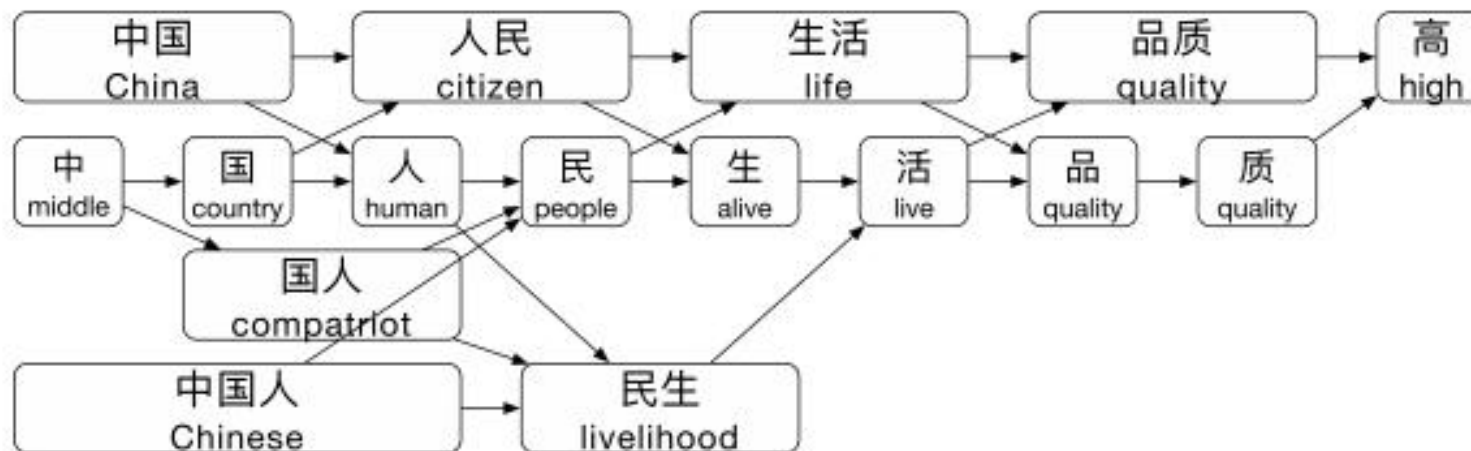 中国 人民 生活 品质 高
China citizen life quality high
中 国 人 民 生 活 品 质
middle country human people alive live quality quality
国人
compatriot
中国人 民生
Chinese livelihood